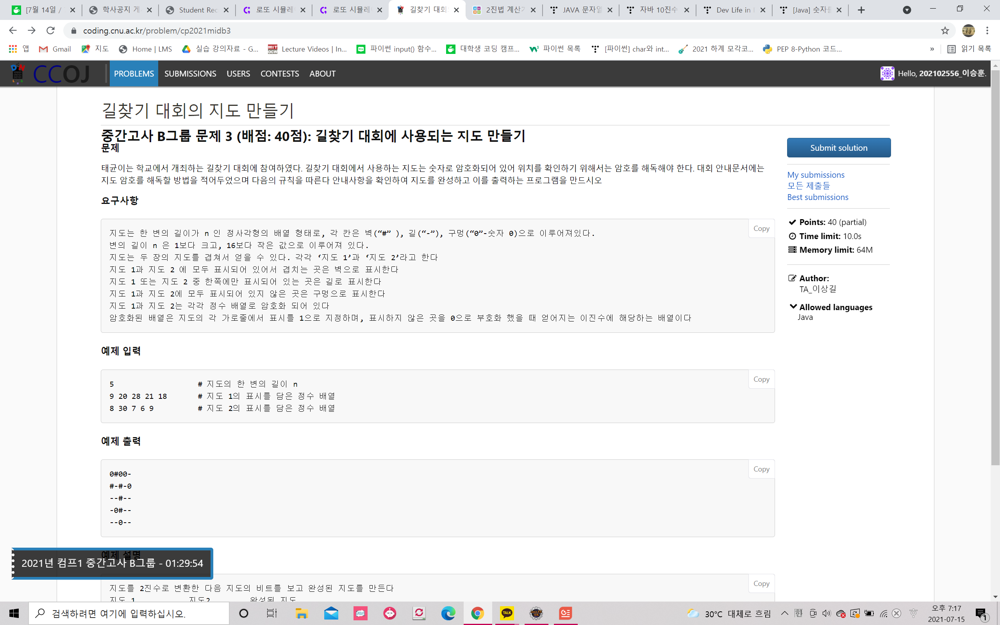 [7월 14일 /
학사공지 게
Student Rec
로또 시뮬레
로또 시뮬레
길찾기 대회의
2진법 계산기
JAVA 문자열
자바 10진수
Dev Life in
[Java] 숫자를
coding.cnu.ac.kr/problem/cp2021midb3
앱 Gmail 지도 Home | LMS 실습 강의자료 - G... Lecture Videos | In... 파이썬 input() 함수... 대학생 코딩 캠프... 파이썬 목록 [파이썬] char와 int... 2021 하계 모각코... PEP 8-Python 코드... » 읽기 목록
CCOJ PROBLEMS SUBMISSIONS USERS CONTESTS ABOUT Hello, 202102556_이승훈.
길찾기 대회의 지도 만들기
중간고사 B그룹 문제 3 (배점: 40점): 길찾기 대회에 사용되는 지도 만들기
문제
태균이는 학교에서 개최하는 길찾기 대회에 참여하였다. 길찾기 대회에서 사용하는 지도는 숫자로 암호화되어 있어 위치를 확인하기 위해서는 암호를 해독해야 한다. 대회 안내문서에는
지도 암호를 해독할 방법을 적어두었으며 다음의 규칙을 따른다 안내사항을 확인하여 지도를 완성하고 이를 출력하는 프로그램을 만드시오
요구사항
Copy
지도는 한 변의 길이가 n 인 정사각형의 배열 형태로, 각 칸은 벽(“#” ), 길(“-”), 구멍(“0”-숫자 0)으로 이루어져있다.
변의 길이 n 은 1보다 크고, 16보다 작은 값으로 이루어져 있다.
지도는 두 장의 지도를 겹쳐서 얻을 수 있다. 각각 ‘지도 1’과 ‘지도 2’라고 한다
지도 1과 지도 2 에 모두 표시되어 있어서 겹치는 곳은 벽으로 표시한다
지도 1 또는 지도 2 중 한쪽에만 표시되어 있는 곳은 길로 표시한다
지도 1과 지도 2에 모두 표시되어 있지 않은 곳은 구멍으로 표시한다
지도 1과 지도 2는 각각 정수 배열로 암호화 되어 있다
암호화된 배열은 지도의 각 가로줄에서 표시를 1으로 지정하며, 표시하지 않은 곳을 0으로 부호화 했을 때 얻어지는 이진수에 해당하는 배열이다
예제 입력
Copy
5 # 지도의 한 변의 길이 n
9 20 28 21 18 # 지도 1의 표시를 담은 정수 배열
8 30 7 6 9 # 지도 2의 표시를 담은 정수 배열
예제 출력
Copy
0#00-
#-#-0
--#--
-0#--
--0--
예제 설명
Copy
지도를 2진수로 변환한 다음 지도의 비트를 보고 완성된 지도를 만든다
지도 1 지도2 완성된 지도
Submit solution
My submissions
모든 제출들
Best submissions
Points: 40 (partial)
Time limit: 10.0s
Memory limit: 64M
Author:
TA_이상길
Allowed languages
Java
2021년 컴프1 중간고사 B그룹 - 01:29:54
검색하려면 여기에 입력하십시오.
TALK
30°C 대체로 흐림
한
오후 7:17
2021-07-15
1